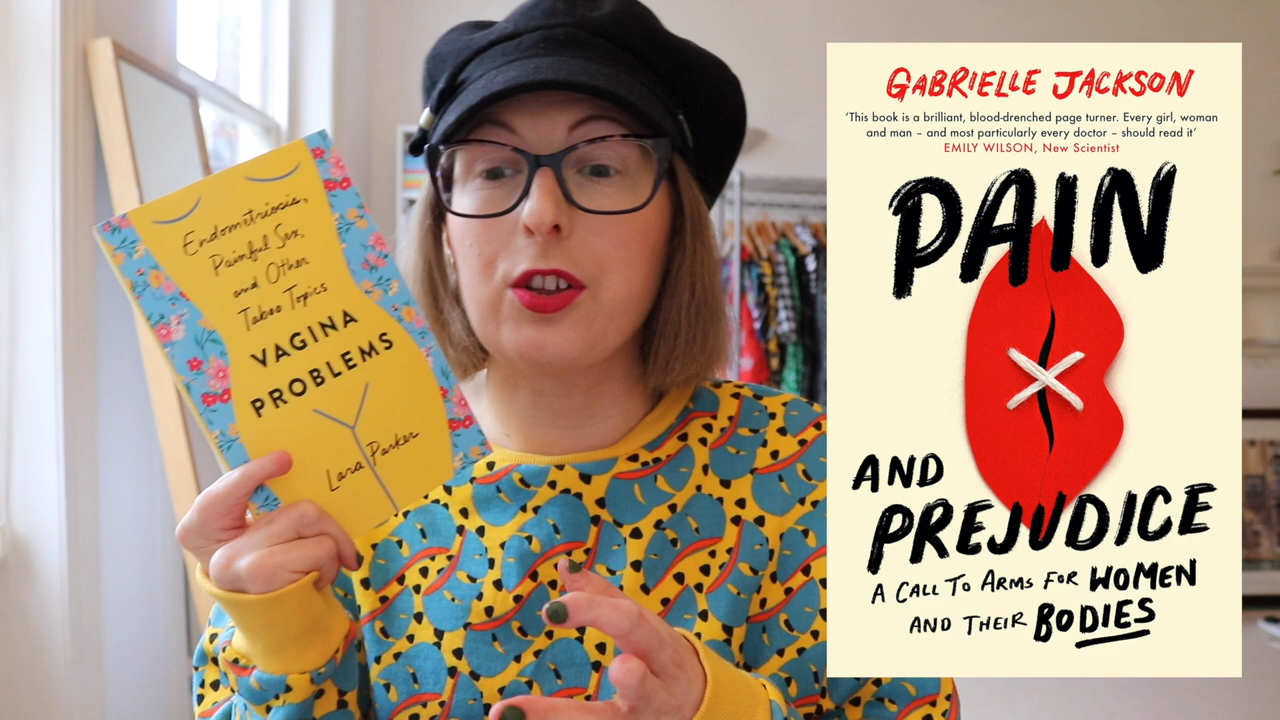 Endometriosis,
Painful Sex,
and Other
Taboo Topics
VAGINA
PROBLEMS
Lara Parker
GABRIELLE JACKSON
‘This book is a brilliant, blood-drenched page turner. Every girl, woman
and man – and most particularly every doctor – should read it’
EMILY WILSON, New Scientist
PAIN
AND
PREJUDICE
A CALL TO ARMS FOR WOMEN
AND THEIR BODIES